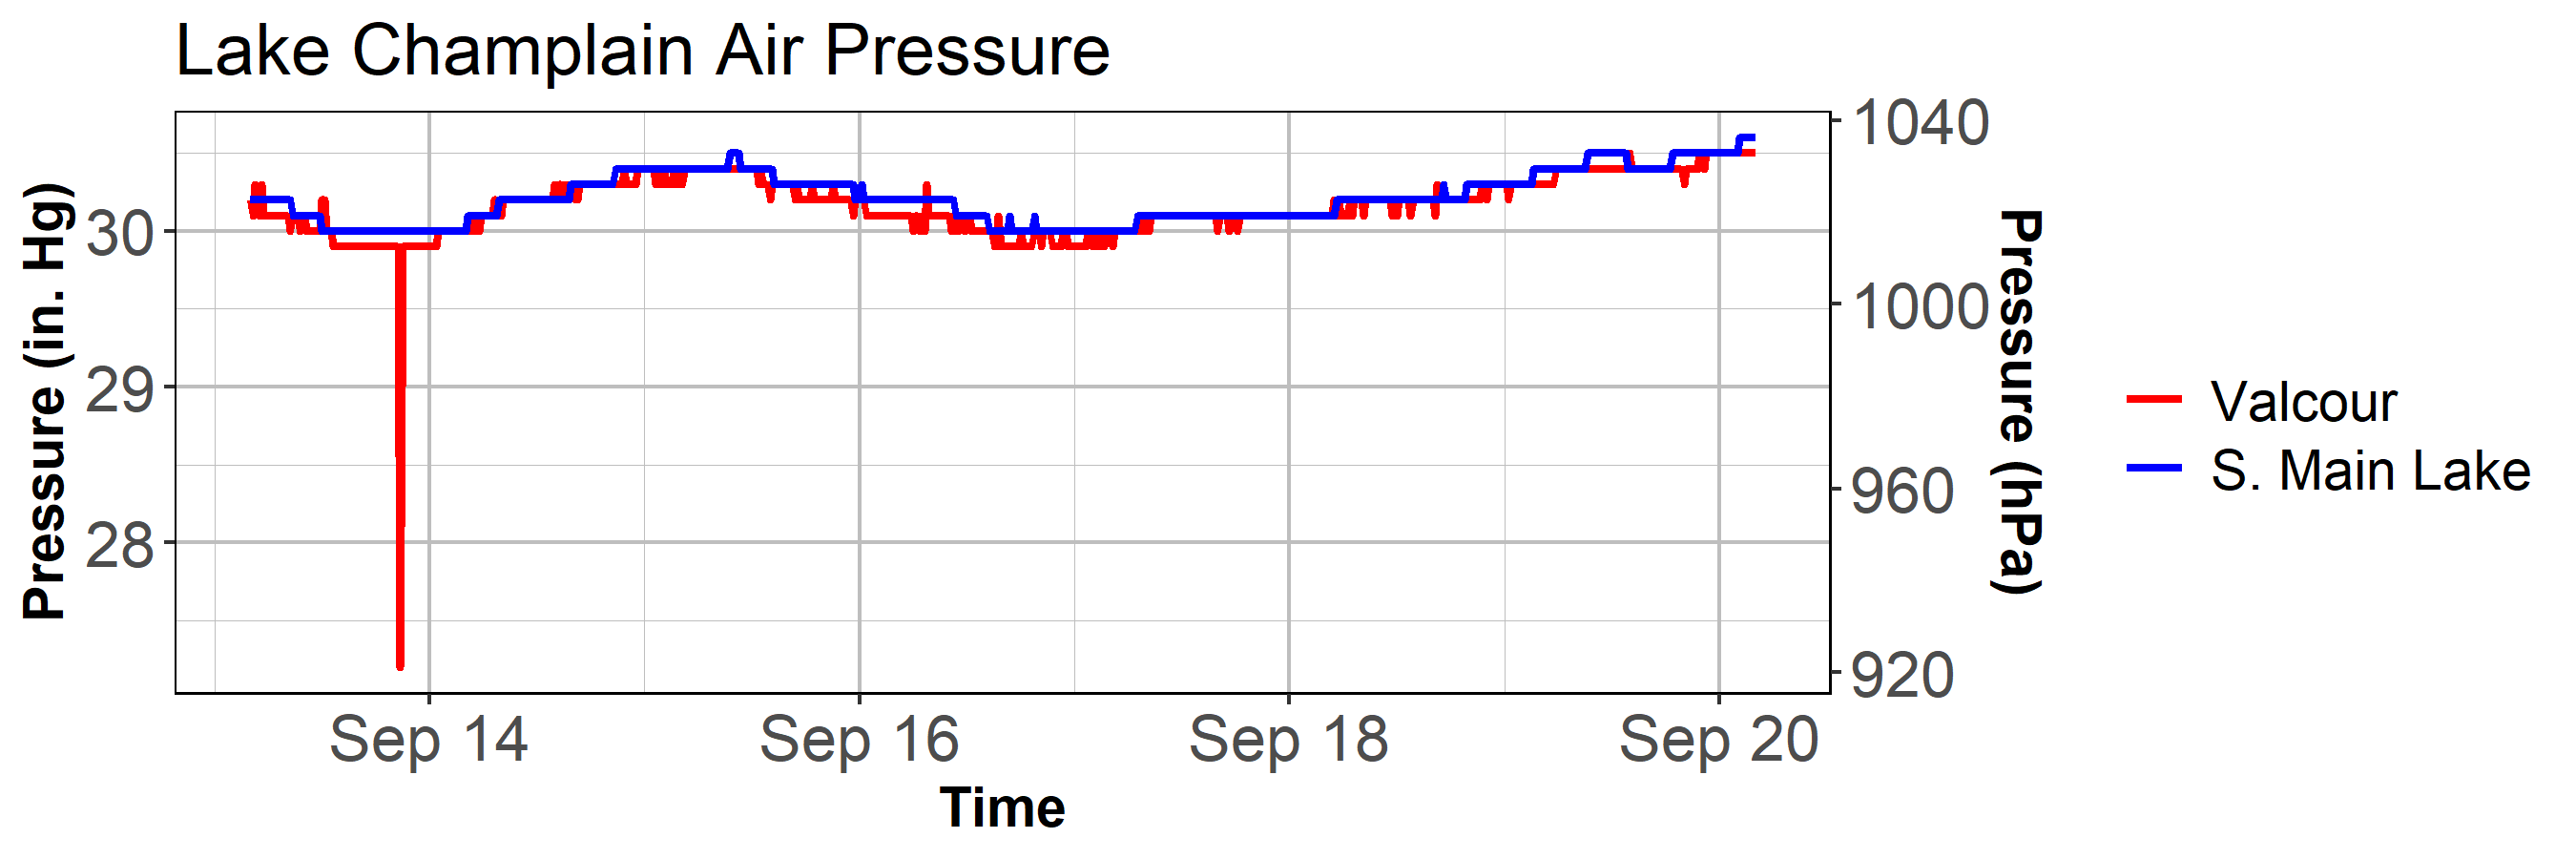 Lake Champlain Air Pressure
Pressure (in. Hg)
30
29
28
1040
1000
960
920
Pressure (hPa)
Valcour
S. Main Lake
Sep 14
Sep 16
Sep 18
Sep 20
Time